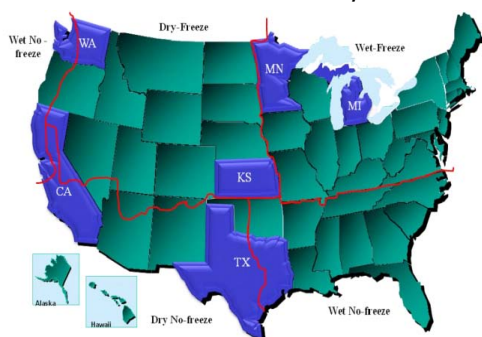 Dry-Freeze
Wet No -
freeze
WA
MN
Wet-Freeze
MI
KS
CA
TX
Alaska
Hawaii
Dry No-freeze
Wet No-freeze